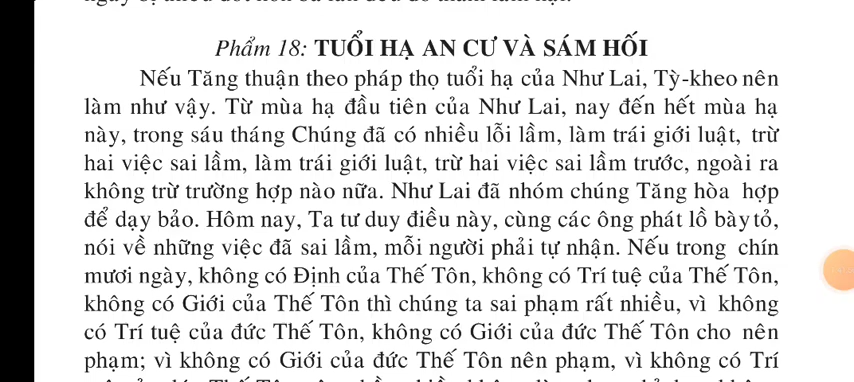 Phẩm 18: TUỔI HẠ AN CƯ VÀ SÁM HỐI
Nếu Tăng thuận theo pháp thọ tuổi hạ của Như Lai, Tỳ-kheo nên
làm như vậy. Từ mùa hạ đầu tiên của Như Lai, nay đến hết mùa hạ
này, trong sáu tháng Chúng đã có nhiều lỗi lầm, làm trái giới luật, trừ
hai việc sai lầm, làm trái giới luật, trừ hai việc sai lầm trước, ngoài ra
không trừ trường hợp nào nữa. Như Lai đã nhóm chúng Tăng hòa hợp
để dạy bảo. Hôm nay, Ta tư duy điều này, cùng các ông phát lồ bày tỏ,
nói về những việc đã sai lầm, mỗi người phải tự nhận. Nếu trong chín
mươi ngày, không có Định của Thế Tôn, không có Trí tuệ của Thế Tôn,
không có Giới của Thế Tôn thì chúng ta sai phạm rất nhiều, vì không
có Trí tuệ của đức Thế Tôn, không có Giới của đức Thế Tôn cho nên
phạm; vì không có Giới của đức Thế Tôn nên phạm, vì không có Trí